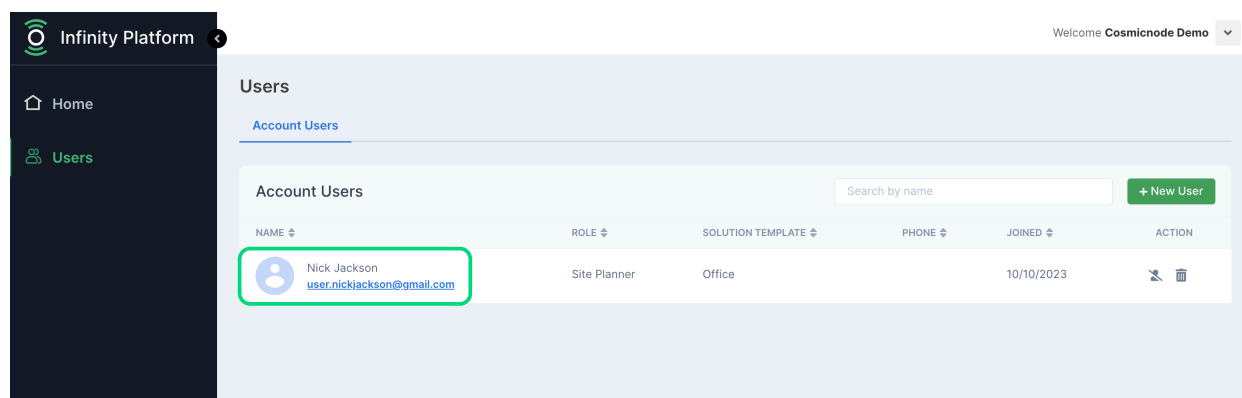 Infinity Platform
Welcome Cosmicnode Demo
Home
Users
Users
Account Users
Account Users
Search by name
+ New User
NAME ROLE SOLUTION TEMPLATE PHONE JOINED ACTION
Nick Jackson
user.nickjackson@gmail.com
Site Planner Office 10/10/2023